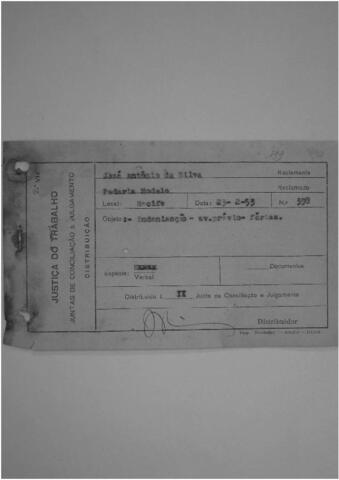 José Antônio da Silva Reclamante
Padaria Modelo Reclamado
Local: Recife Data: 23-2-53 N.º 398
Objeto:- Indenização - av.prévio- férias.
Espécie: Verbal Documentos
Distribuído à II Junta de Conciliação e Julgamento
Distribuidor
JUSTIÇA DO TRABALHO
JUNTAS DE CONCILIAÇÃO & JULGAMENTO
DISTRIBUIÇÃO